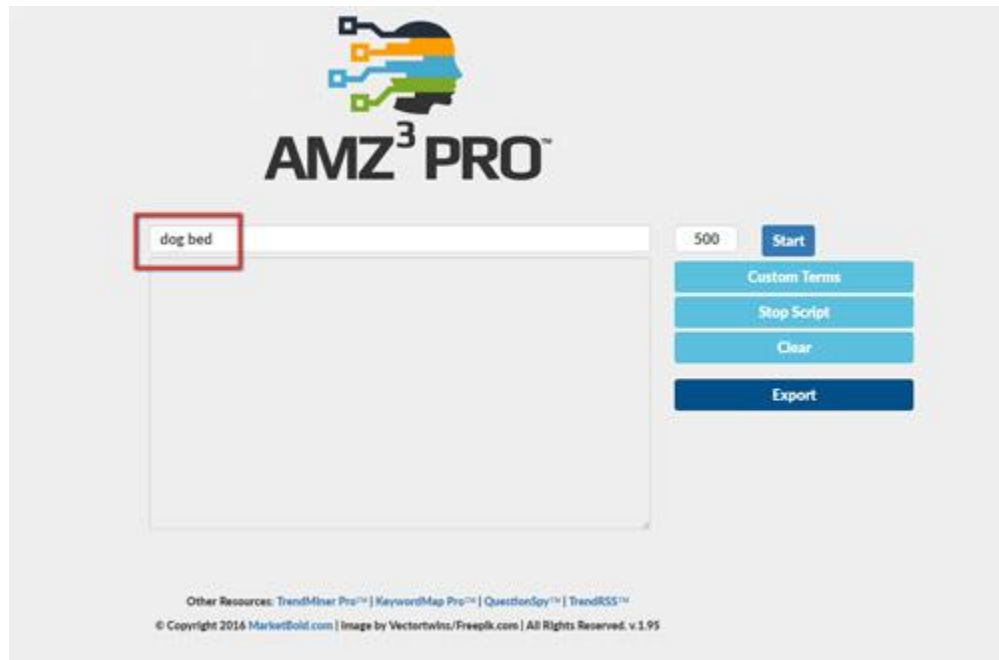 AMZ³ PRO™
dog bed
500 Start
Custom Terms
Stop Script
Clear
Export
Other Resources: TrendMiner Pro™ | KeywordMap Pro™ | QuestionSpy™ | TrendRSS™
© Copyright 2016 MarketBold.com | Image by Vectortwins/Freepik.com | All Rights Reserved. v.1.95